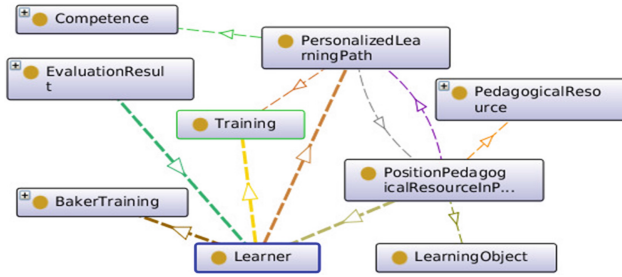 Competence
PersonalizedLea
rningPath
EvaluationResul
t
PedagogicalReso
urce
Training
PositionPedagog
icalResourceInP...
BakerTraining
Learner
LearningObject